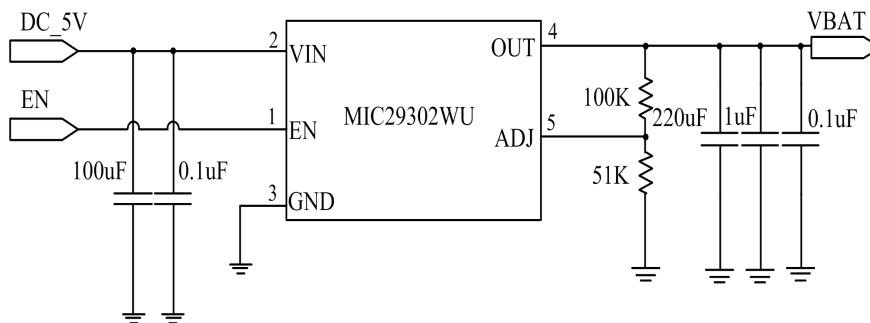 DC_5V
2
VIN
OUT
4
VBAT
EN
1
EN
MIC29302WU
ADJ
5
100K
220uF
1uF
0.1uF
100uF
0.1uF
3
GND
51K